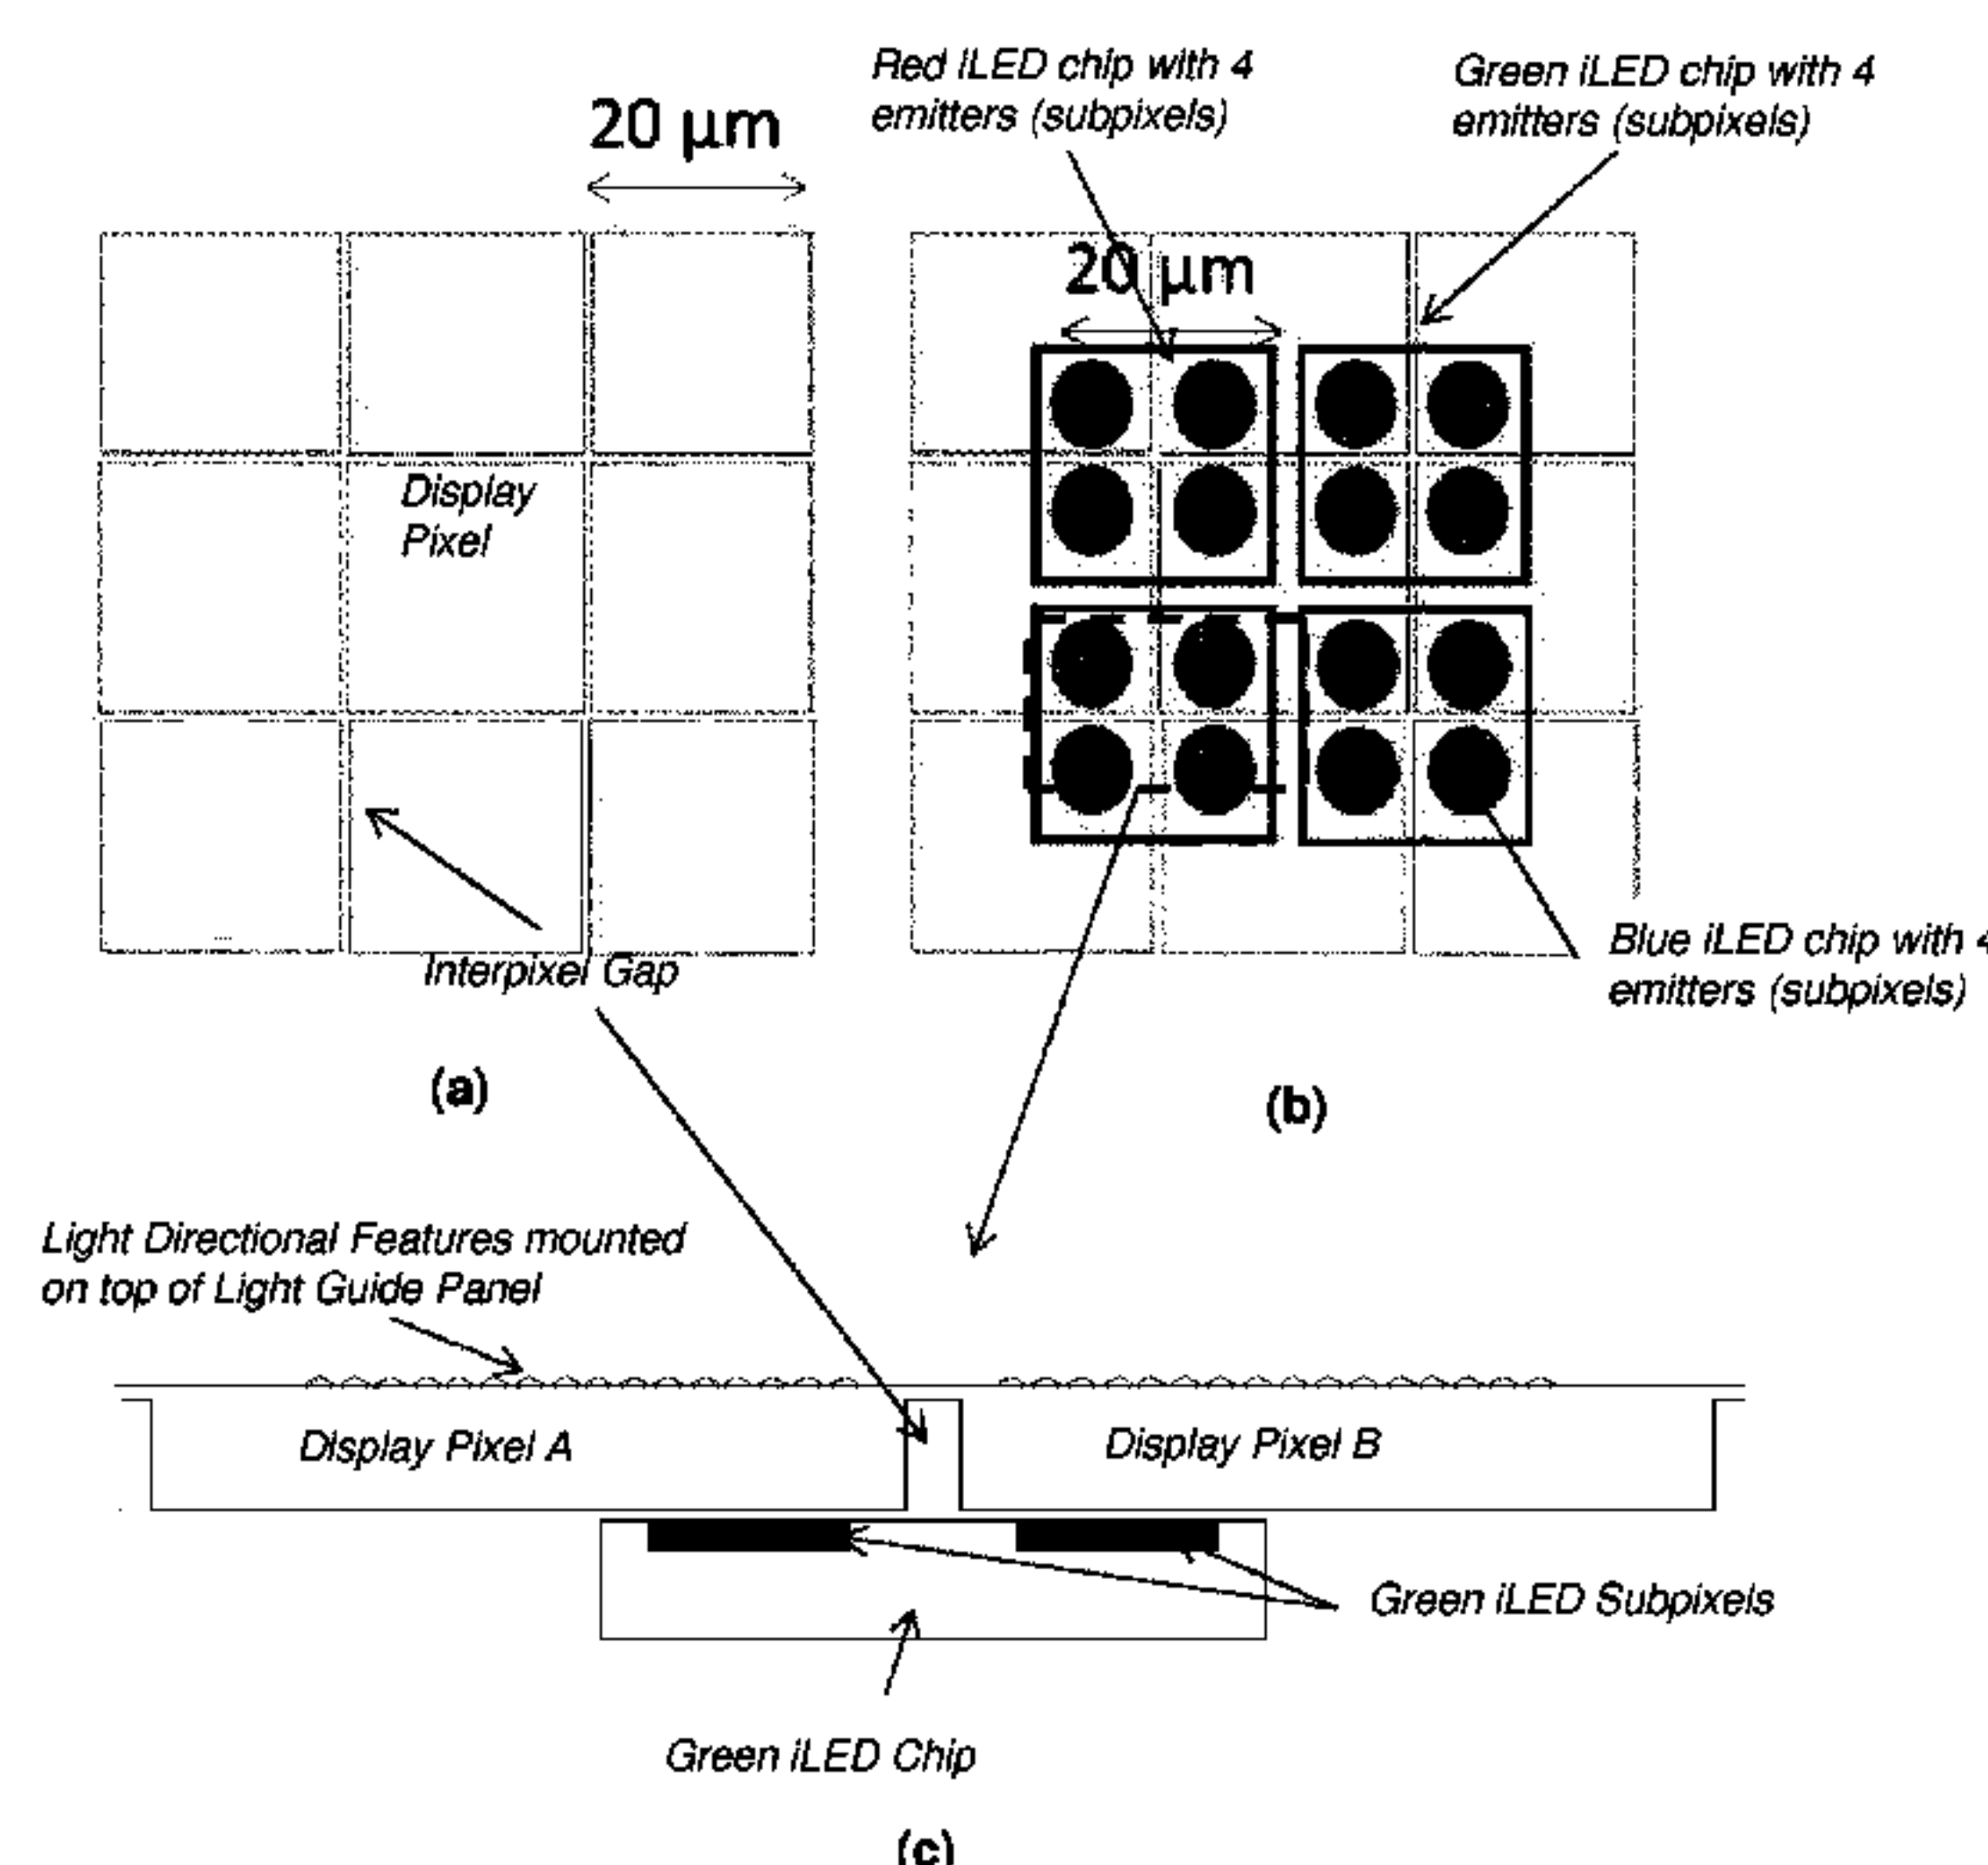 Red iLED chip with 4
emitters (subpixels)
Green iLED chip with 4
emitters (subpixels)
20 µm
20 µm
Display
Pixel
Interpixel Gap
Blue iLED chip with 4
emitters (subpixels)
(a)
(b)
Light Directional Features mounted
on top of Light Guide Panel
Display Pixel A
Display Pixel B
Green iLED Subpixels
Green iLED Chip
(c)